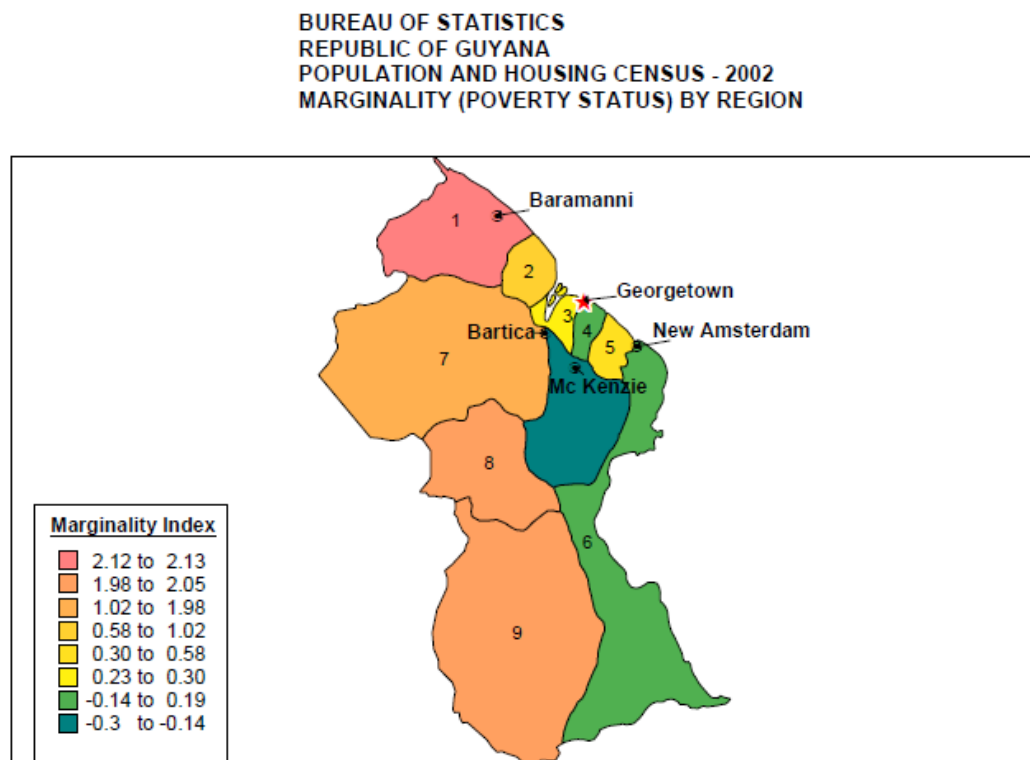 BUREAU OF STATISTICS
REPUBLIC OF GUYANA
POPULATION AND HOUSING CENSUS - 2002
MARGINALITY (POVERTY STATUS) BY REGION
Baramanni
1
2
Georgetown
3
4
New Amsterdam
Bartica
5
7
Mc Kenzie
8
6
9
Marginality Index
2.12 to 2.13
1.98 to 2.05
1.02 to 1.98
0.58 to 1.02
0.30 to 0.58
0.23 to 0.30
-0.14 to 0.19
-0.3 to -0.14